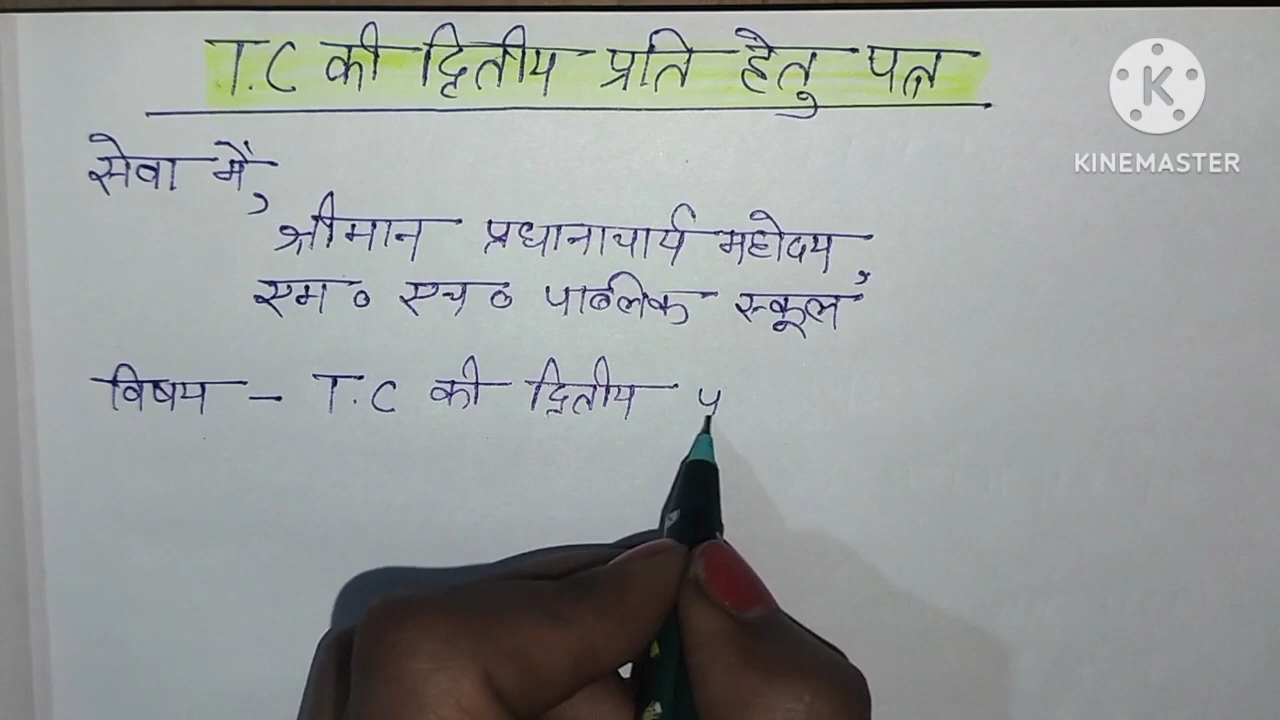 T.C की द्वितीय प्रति हेतु पत्र
सेवा में,
श्रीमान प्रधानाचार्य महोदय,
एम० एच० पब्लिक स्कूल
विषय - T.C की द्वितीय प
K
KINEMASTER